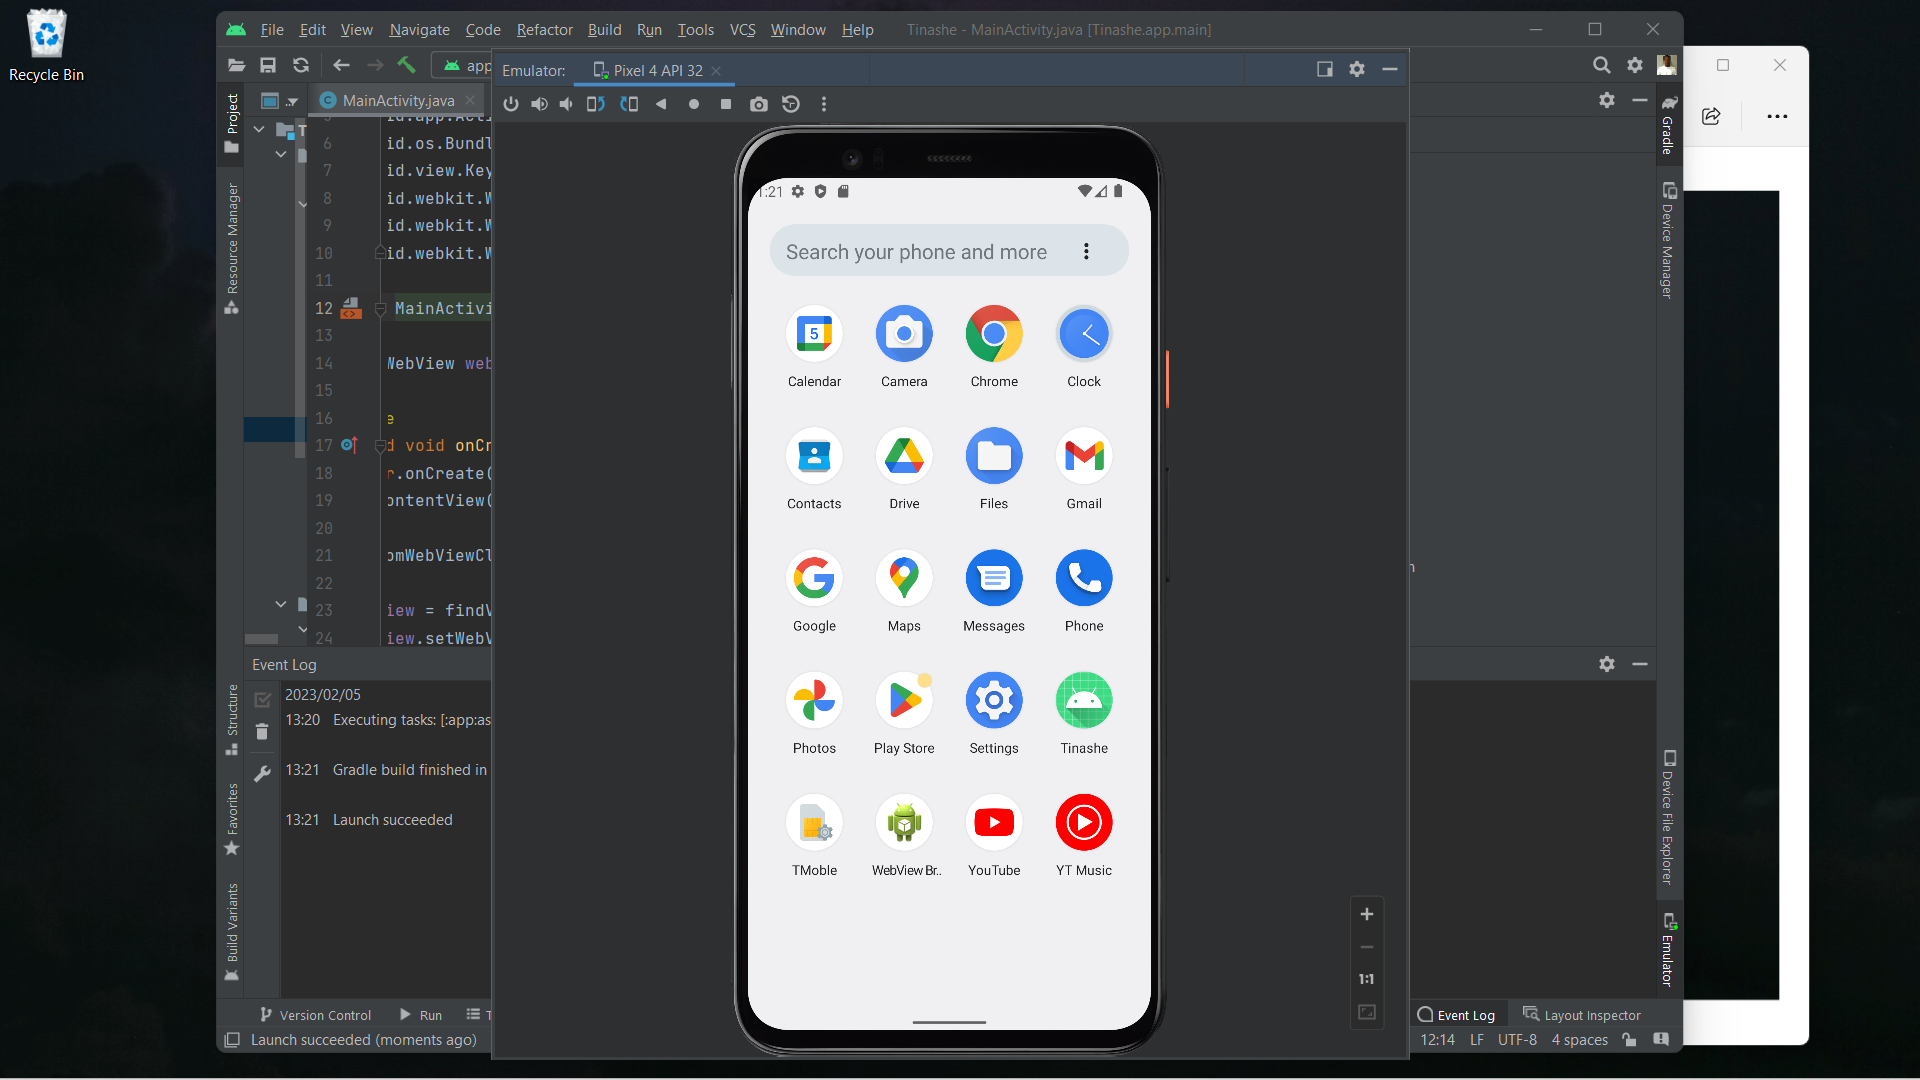 Recycle Bin
File Edit View Navigate Code Refactor Build Run Tools VCS Window Help Tinashe - MainActivity.java [Tinashe.app.main]
app
Emulator: Pixel 4 API 32
Project
MainActivity.java
T
6 id.os.Bundl
7 id.view.Key
8 id.webkit.W
9 id.webkit.W
10 id.webkit.W
11
12 MainActivi
13
14 WebView web
15
16 e
17 d void onCr
18 r.onCreate(
19 ontentView(
20
21 omWebViewCl
22
23 iew = findV
24 iew.setWebV
Resource Manager
Structure
Favorites
Build Variants
1:21
Search your phone and more
5
Calendar Camera Chrome Clock
Contacts Drive Files Gmail
Google Maps Messages Phone
Photos Play Store Settings Tinashe
TMoble WebView Br.. YouTube YT Music
1:1
Gradle
Device Manager
Device File Explorer
Emulator
Event Log
2023/02/05
13:20 Executing tasks: [:app:as
13:21 Gradle build finished in
13:21 Launch succeeded
Version Control Run T Event Log Layout Inspector
Launch succeeded (moments ago) 12:14 LF UTF-8 4 spaces